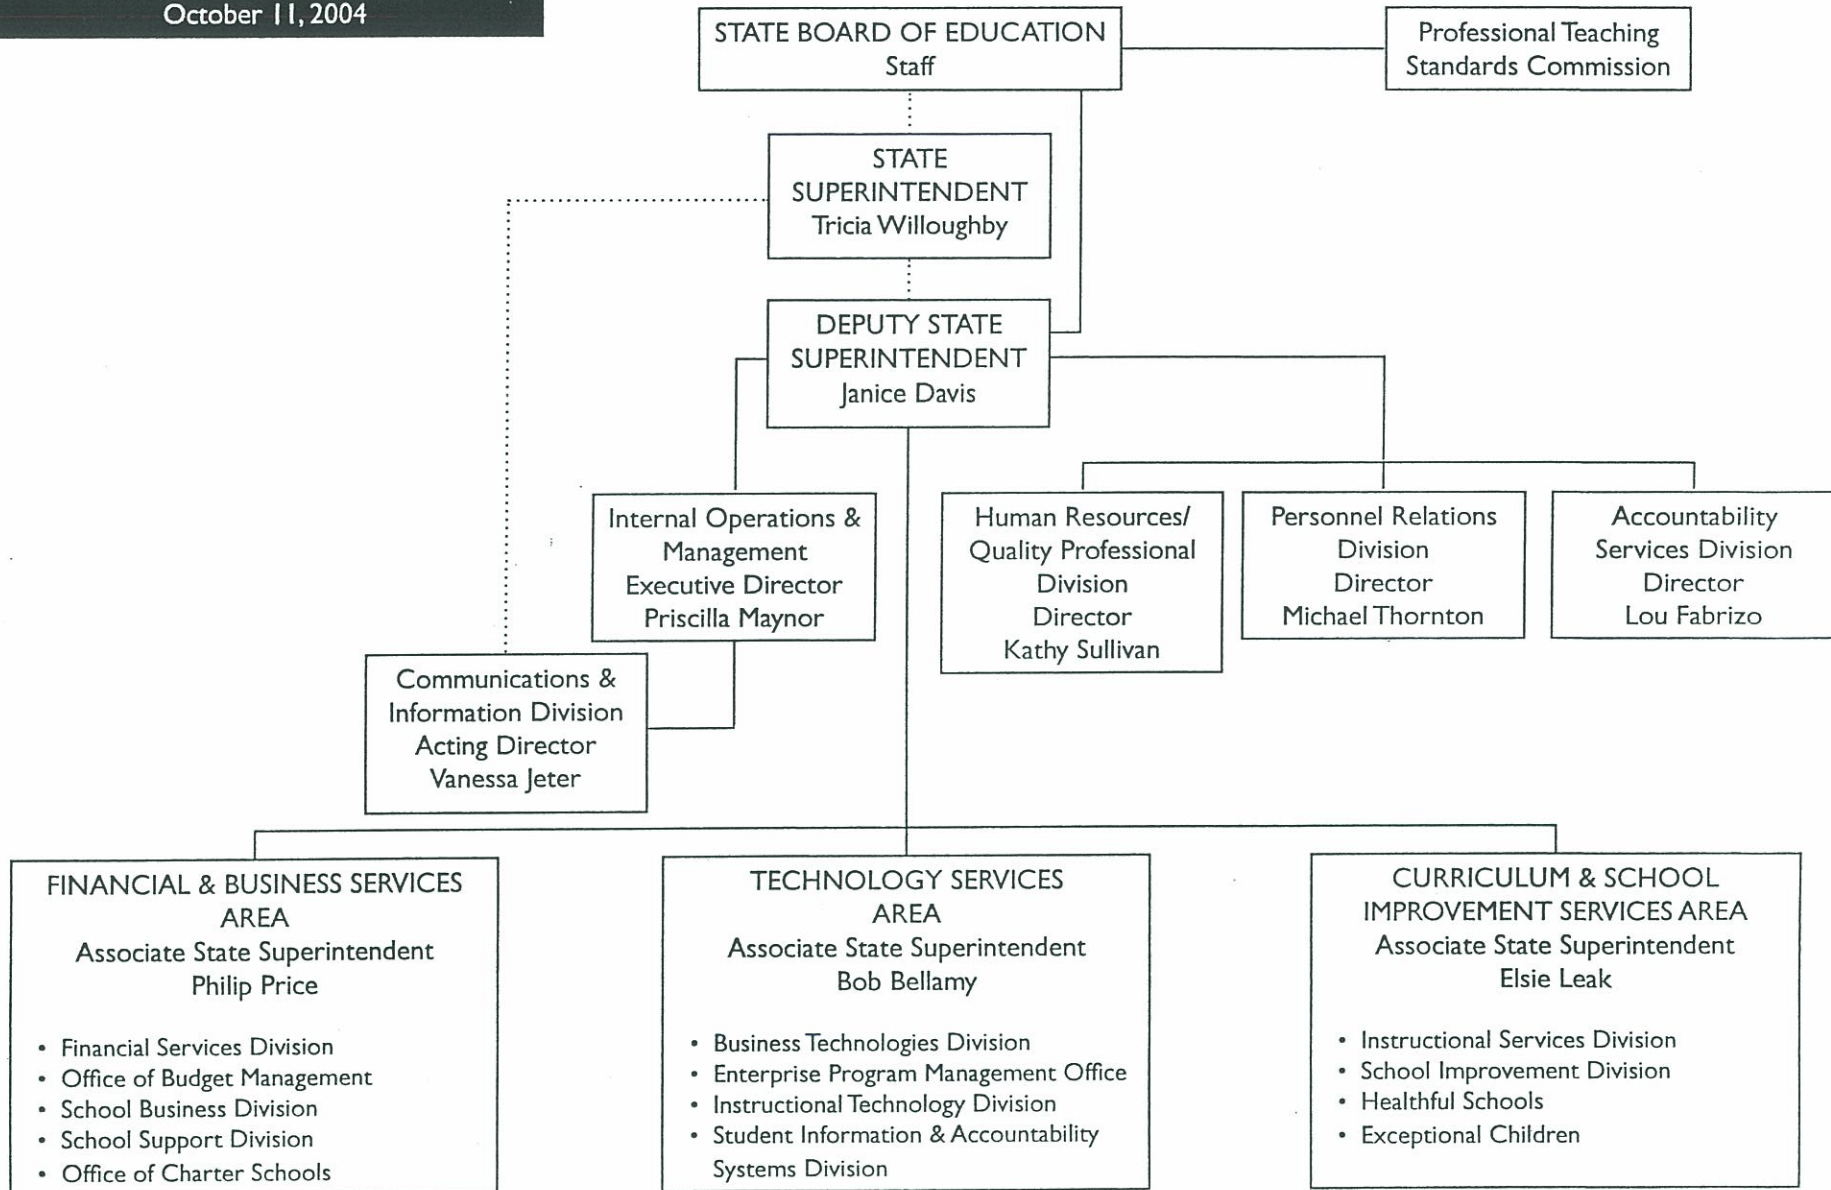 October 11, 2004
STATE BOARD OF EDUCATION
Staff
Professional Teaching
Standards Commission
STATE
SUPERINTENDENT
Tricia Willoughby
DEPUTY STATE
SUPERINTENDENT
Janice Davis
Internal Operations &
Management
Executive Director
Priscilla Maynor
Human Resources/
Quality Professional
Division
Director
Kathy Sullivan
Personnel Relations
Division
Director
Michael Thornton
Accountability
Services Division
Director
Lou Fabrizo
Communications &
Information Division
Acting Director
Vanessa Jeter
FINANCIAL & BUSINESS SERVICES
AREA
Associate State Superintendent
Philip Price
• Financial Services Division
• Office of Budget Management
• School Business Division
• School Support Division
• Office of Charter Schools
TECHNOLOGY SERVICES
AREA
Associate State Superintendent
Bob Bellamy
• Business Technologies Division
• Enterprise Program Management Office
• Instructional Technology Division
• Student Information & Accountability
Systems Division
CURRICULUM & SCHOOL
IMPROVEMENT SERVICES AREA
Associate State Superintendent
Elsie Leak
• Instructional Services Division
• School Improvement Division
• Healthful Schools
• Exceptional Children